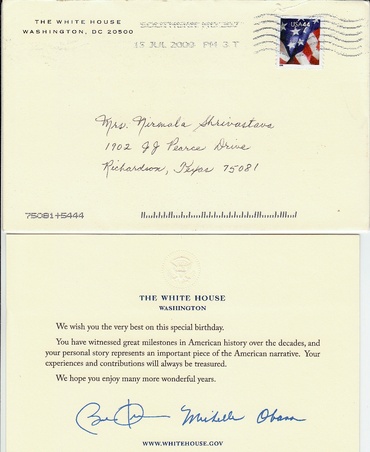 THE WHITE HOUSE
WASHINGTON, DC 20500
15 JUL 2009 PM 3 T
USA
Mrs. Nirmala Shrivastava
1902 JJ Pearce Drive
Richardson, Texas 75081
75081+5444
THE WHITE HOUSE
WASHINGTON
We wish you the very best on this special birthday.
You have witnessed great milestones in American history over the decades, and
your personal story represents an important piece of the American narrative. Your
experiences and contributions will always be treasured.
We hope you enjoy many more wonderful years.
Michelle Obama
WWW.WHITEHOUSE.GOV